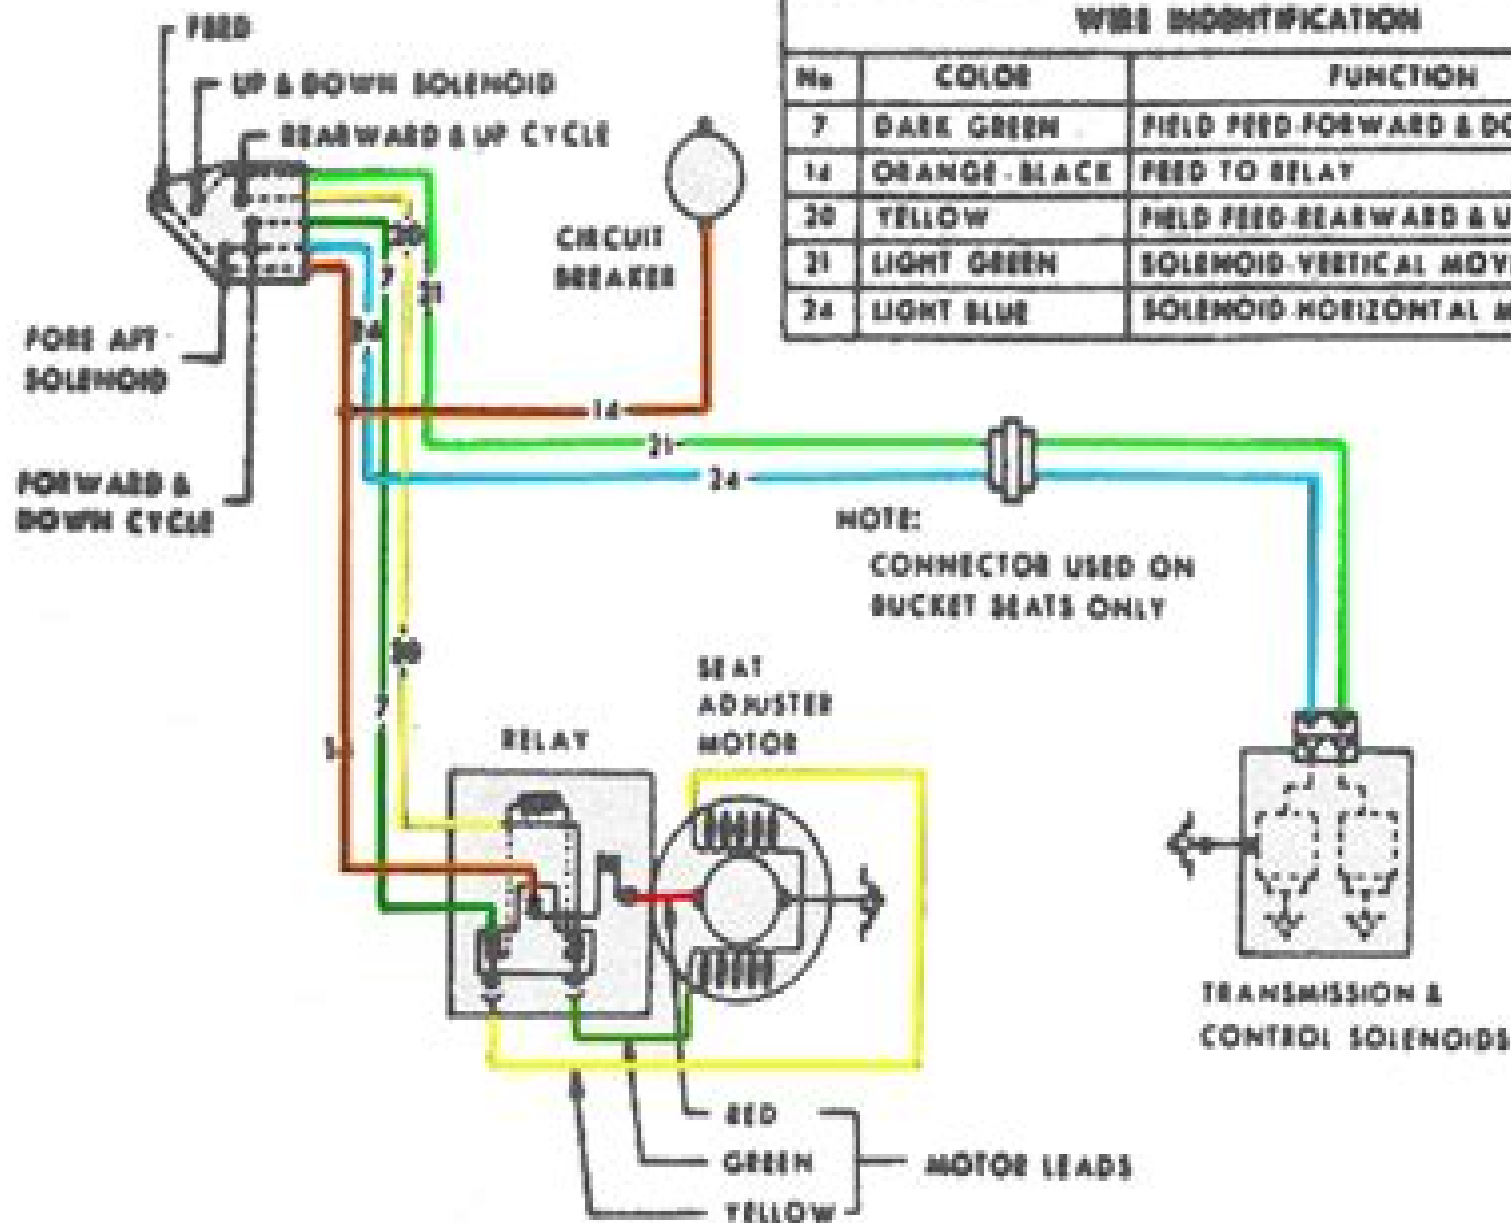 FEED
UP & DOWN SOLENOID
REARWARD & UP CYCLE
FORE AFT
SOLENOID
FORWARD &
DOWN CYCLE
CIRCUIT
BREAKER
WIRE INDENTIFICATION
No COLOR FUNCTION
7 DARK GREEN FIELD FEED-FORWARD & DO
14 ORANGE-BLACK FEED TO RELAY
20 YELLOW FIELD FEED-REARWARD & U
21 LIGHT GREEN SOLENOID-VERTICAL MOV
24 LIGHT BLUE SOLENOID-HORIZONTAL M
20
7
21
24
14
21
24
NOTE:
CONNECTOR USED ON
BUCKET SEATS ONLY
20
7
RELAY
SEAT
ADJUSTER
MOTOR
TRANSMISSION &
CONTROL SOLENOIDS
RED
GREEN
YELLOW
MOTOR LEADS